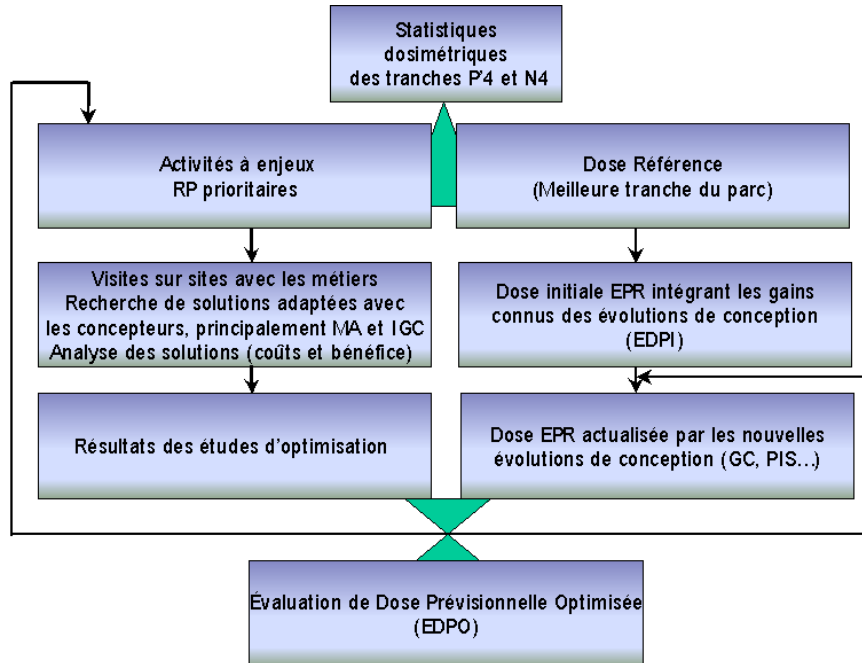 Statistiques
dosimétriques
des tranches P'4 et N4
Activités à enjeux
RP prioritaires
Dose Référence
(Meilleure tranche du parc)
Visites sur sites avec les métiers
Recherche de solutions adaptées avec
les concepteurs, principalement MA et IGC
Analyse des solutions (coûts et bénéfice)
Dose initiale EPR intégrant les gains
connus des évolutions de conception
(EDPI)
Résultats des études d'optimisation
Dose EPR actualisée par les nouvelles
évolutions de conception (GC, PIS...)
Évaluation de Dose Prévisionnelle Optimisée
(EDPO)